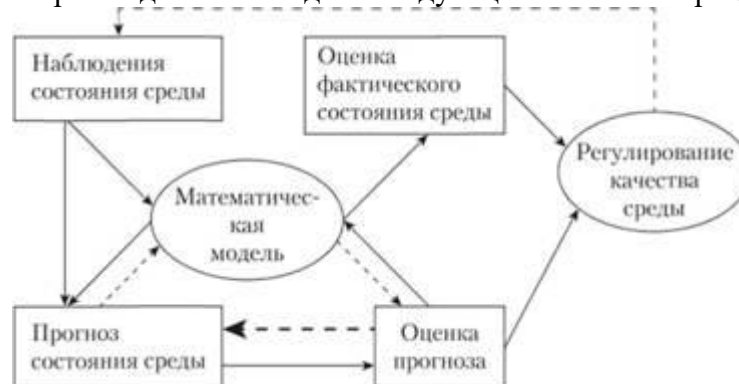 Наблюдения
состояния среды
Оценка
фактического
состояния среды
Регулирование
качества
среды
Математичес-
кая
модель
Прогноз
состояния среды
Оценка
прогноза